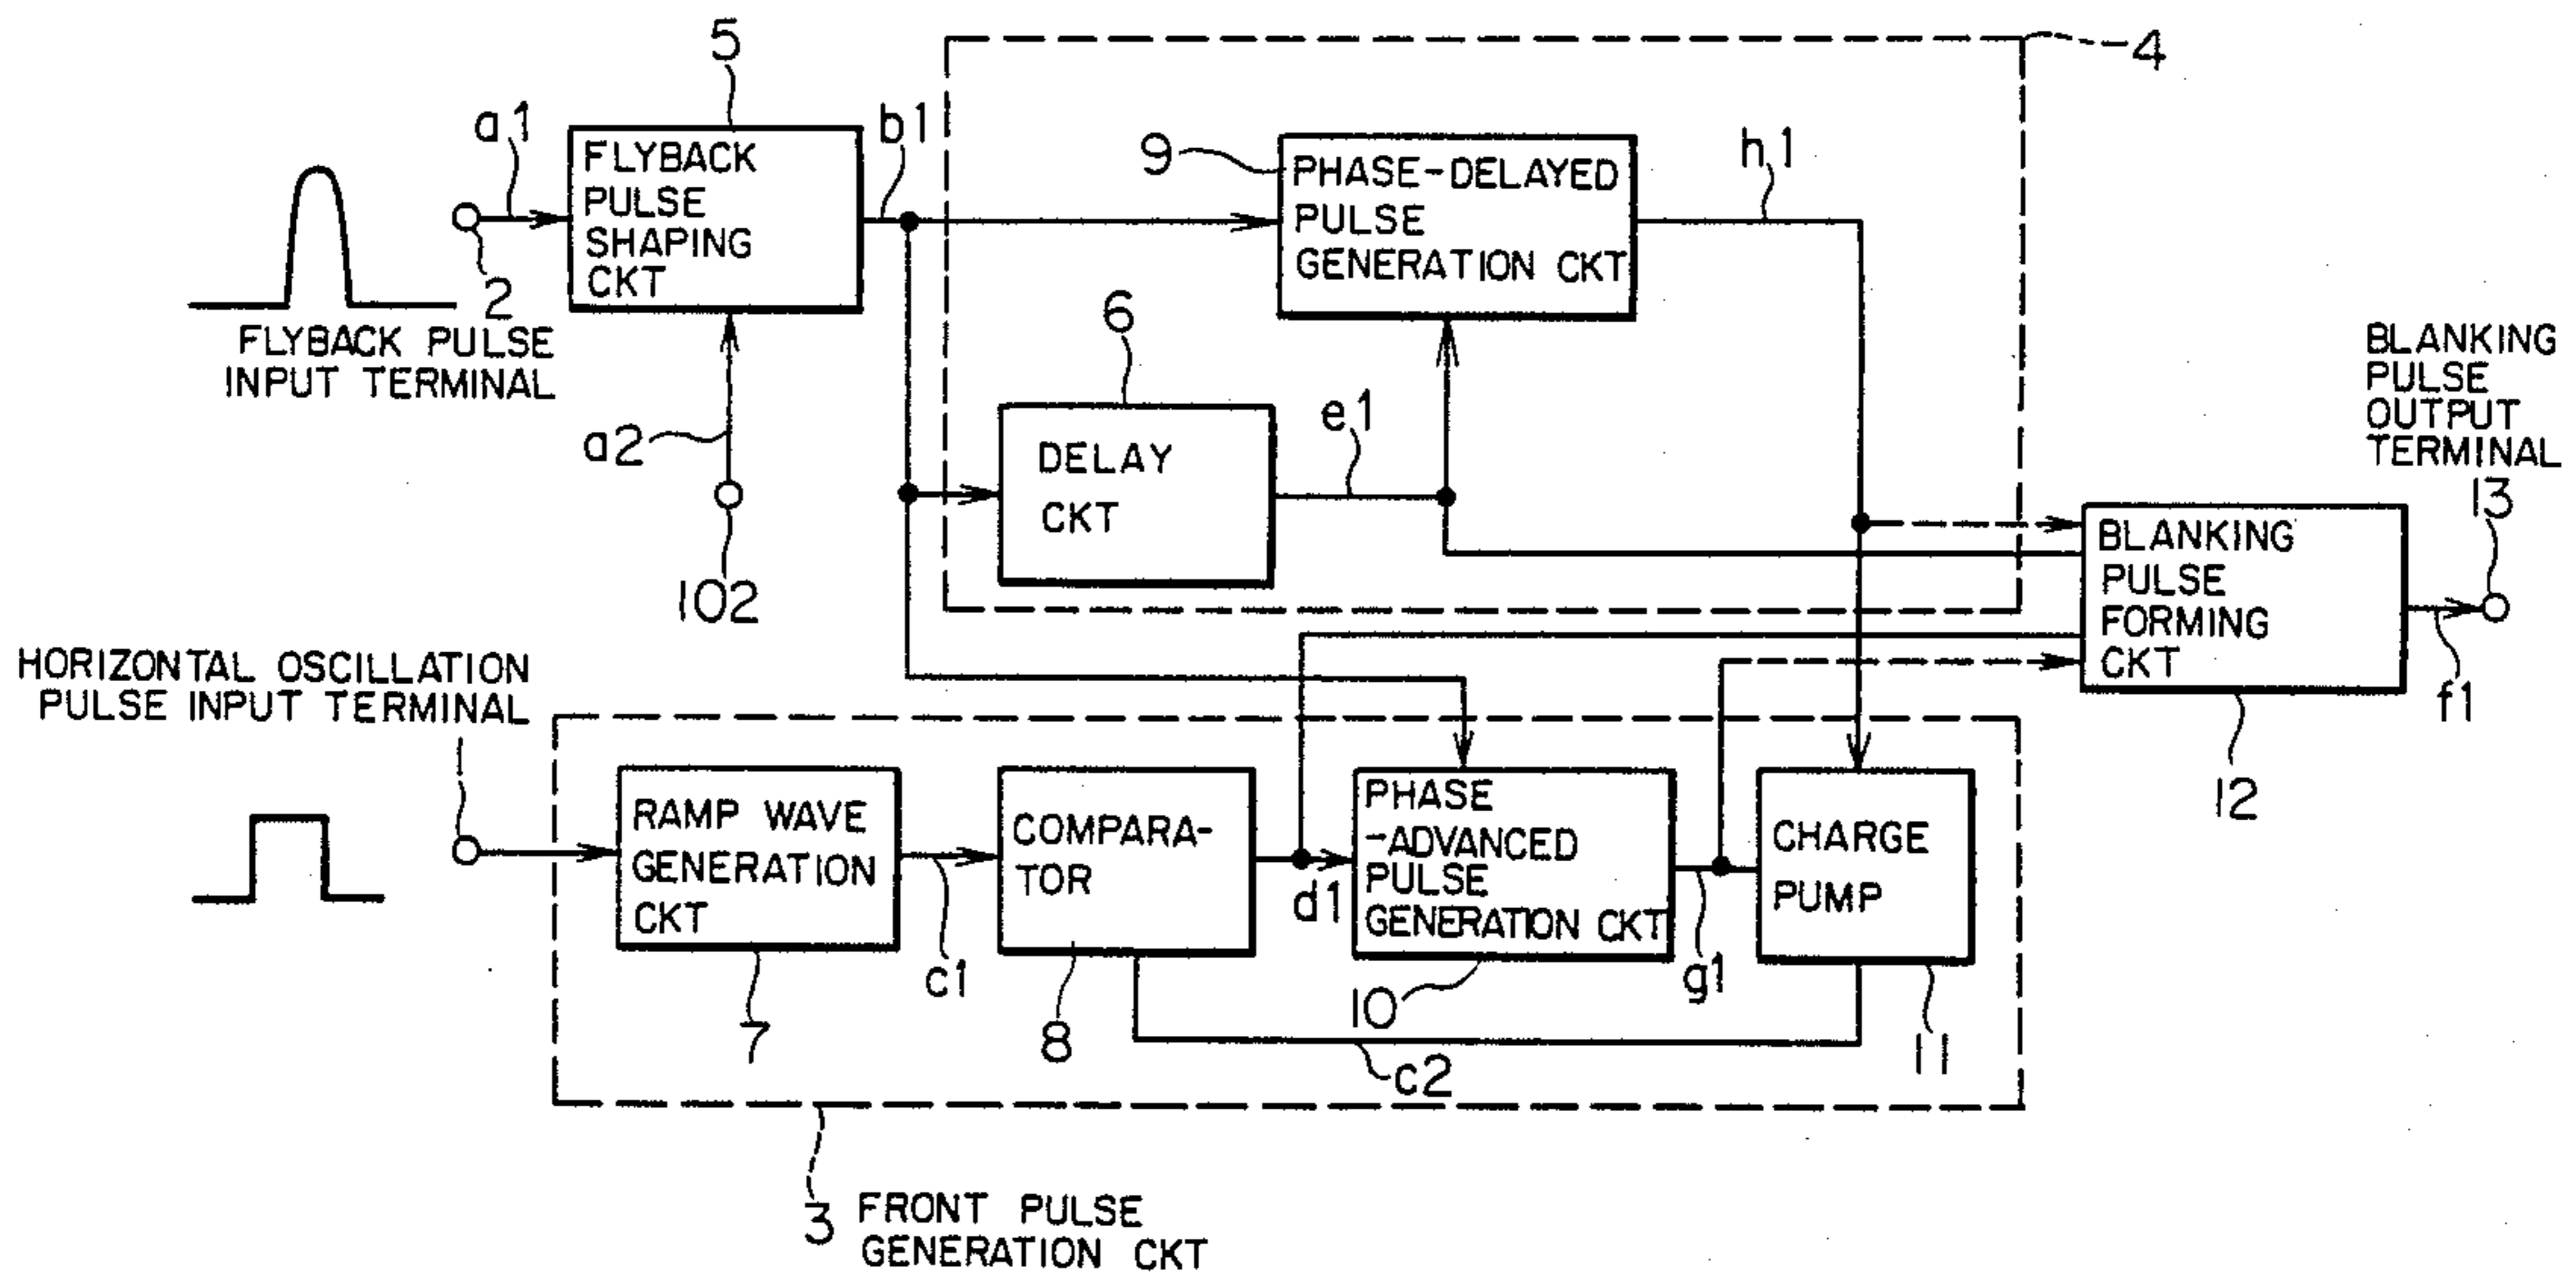 5
4
a1
FLYBACK
PULSE
SHAPING
CKT
b1
9
PHASE-DELAYED
PULSE
GENERATION CKT
h1
2
FLYBACK PULSE
INPUT TERMINAL
6
DELAY
CKT
e1
a2
102
BLANKING
PULSE
OUTPUT
TERMINAL
13
BLANKING
PULSE
FORMING
CKT
f1
12
HORIZONTAL OSCILLATION
PULSE INPUT TERMINAL
RAMP WAVE
GENERATION
CKT
7
c1
COMPARA-
TOR
8
d1
PHASE
-ADVANCED
PULSE
GENERATION CKT
10
g1
CHARGE
PUMP
11
c2
3 FRONT PULSE
GENERATION CKT